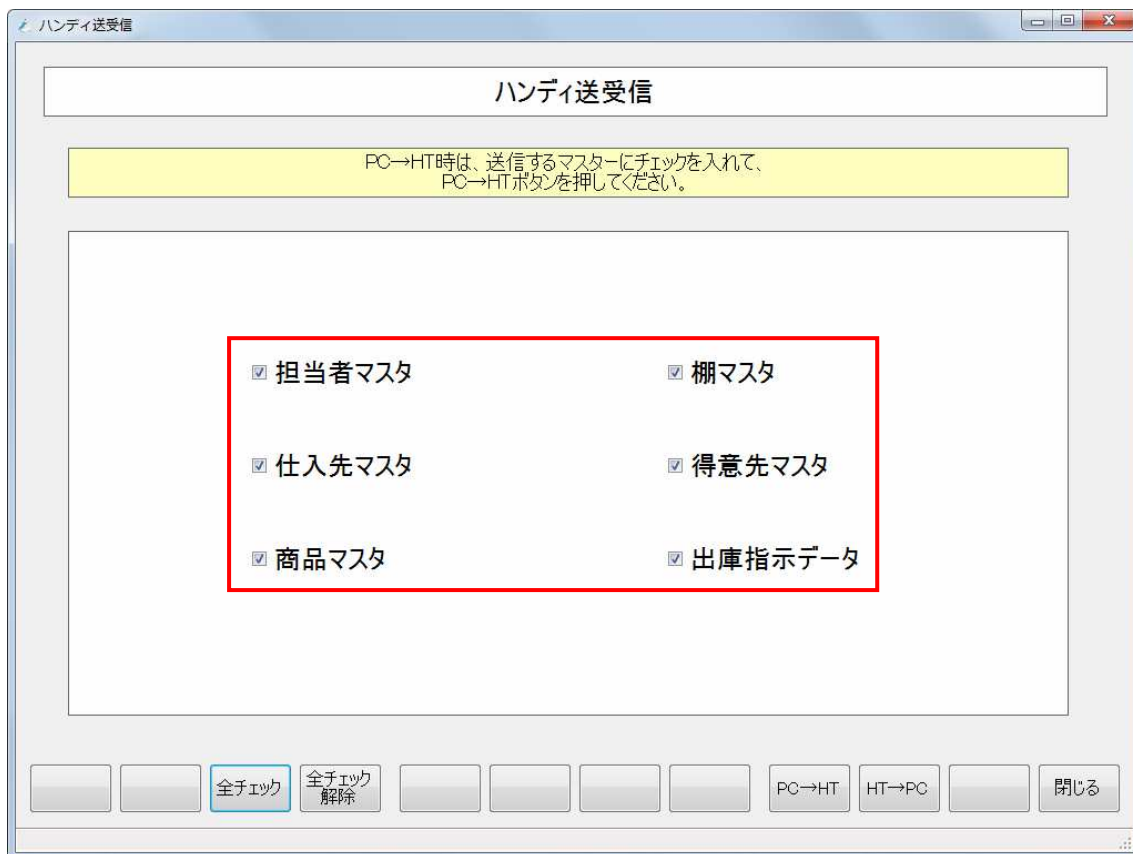 ハンディ送受信
ハンディ送受信
PC→HT時は、送信するマスターにチェックを入れて、
PC→HTボタンを押してください。
担当者マスタ 棚マスタ
仕入先マスタ 得意先マスタ
商品マスタ 出庫指示データ
全チェック 全チェック解除 PC→HT HT→PC 閉じる